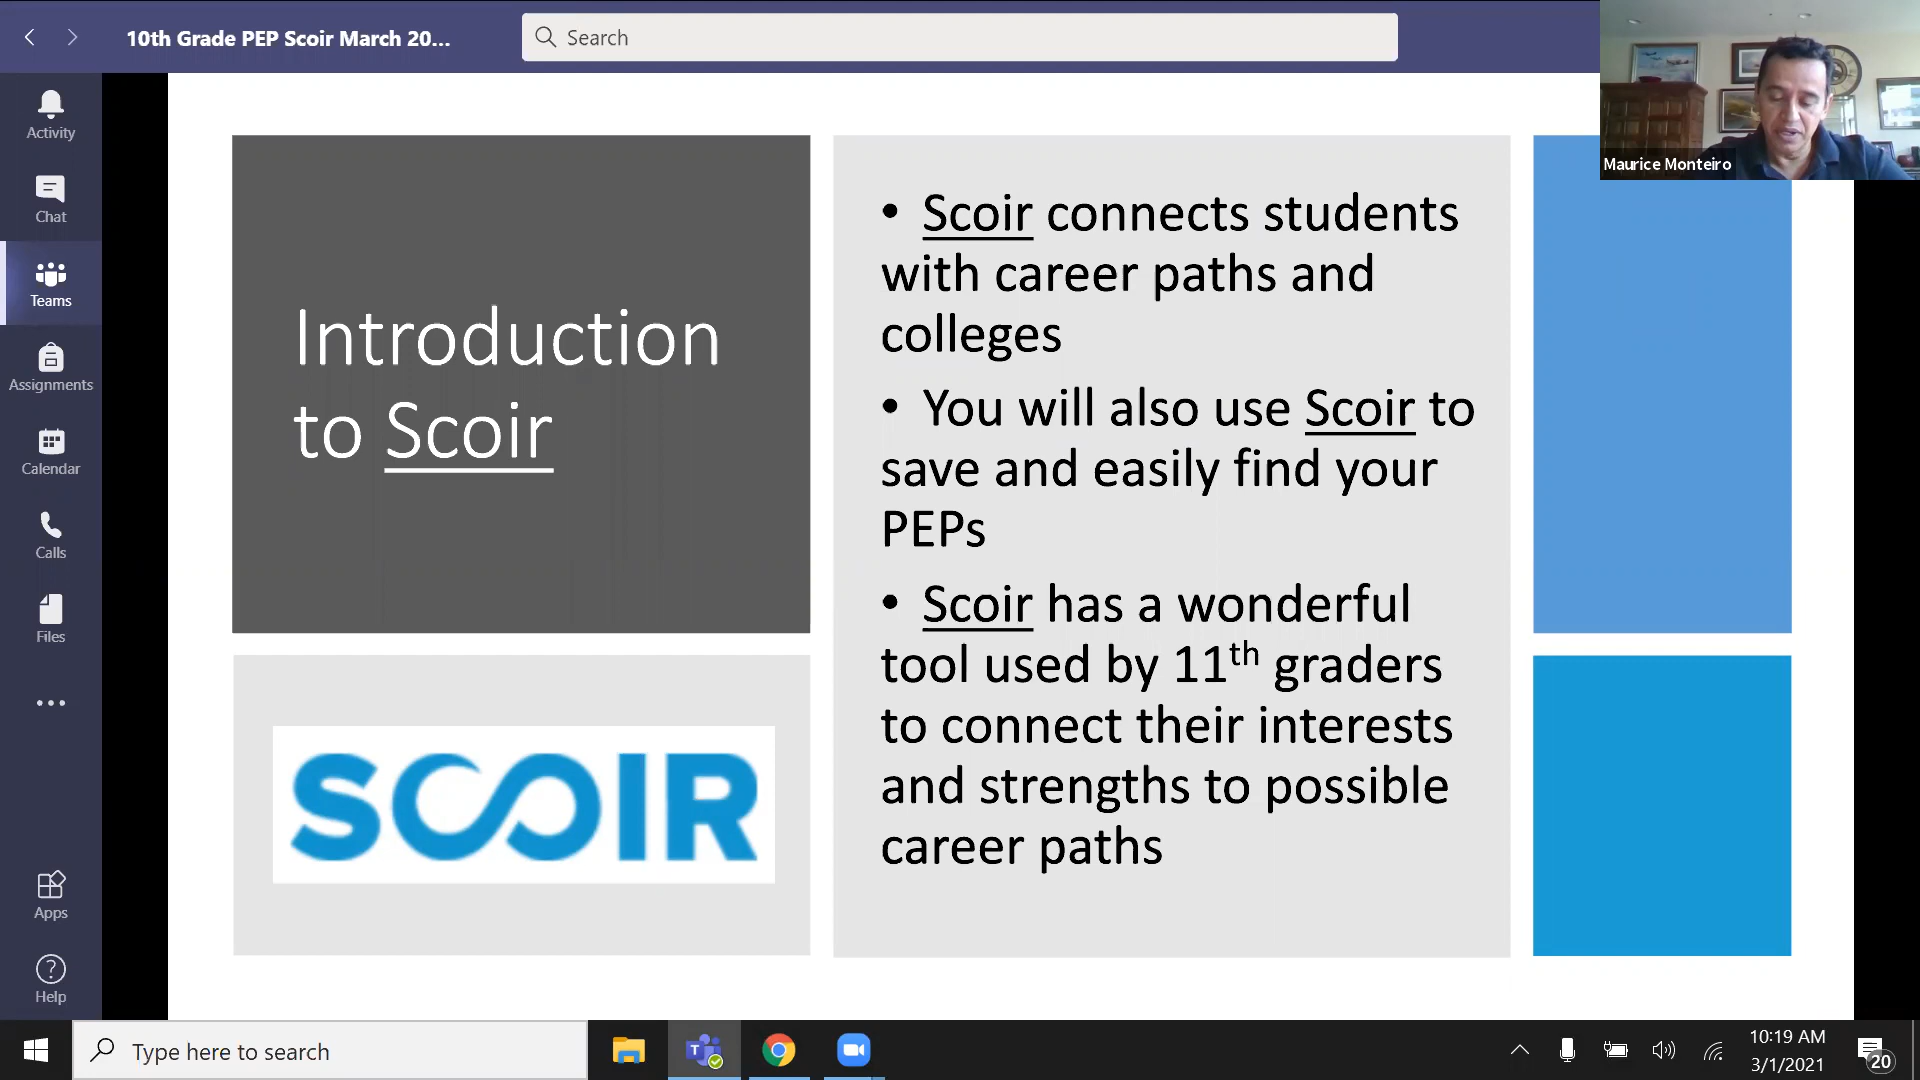 10th Grade PEP Scoir March 20...
Search
Maurice Monteiro
Activity
Chat
Teams
Assignments
Calendar
Calls
Files
Apps
Help
Introduction
to Scoir
SCOIR
• Scoir connects students
with career paths and
colleges
• You will also use Scoir to
save and easily find your
PEPs
• Scoir has a wonderful
tool used by 11th graders
to connect their interests
and strengths to possible
career paths
Type here to search
10:19 AM
3/1/2021
20